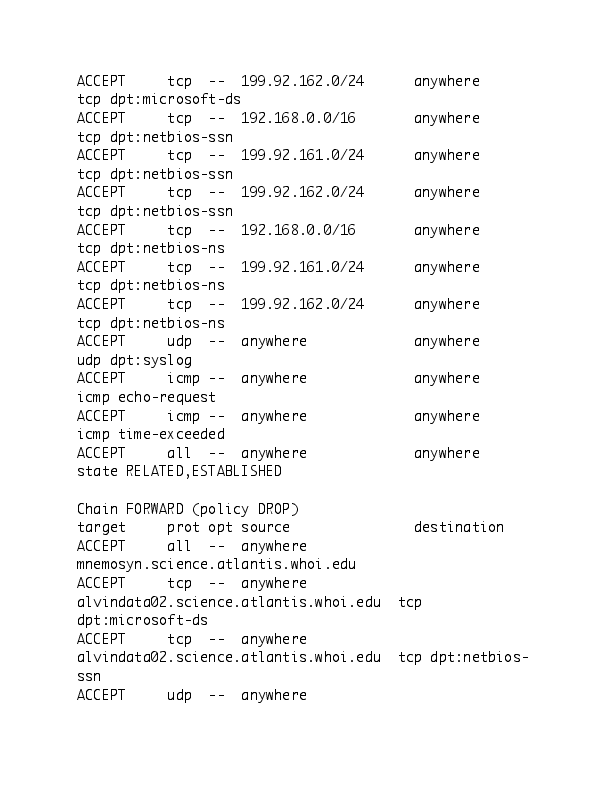 ACCEPT     tcp  --  199.92.162.0/24      anywhere
tcp dpt:microsoft-ds
ACCEPT     tcp  --  192.168.0.0/16       anywhere
tcp dpt:netbios-ssn
ACCEPT     tcp  --  199.92.161.0/24      anywhere
tcp dpt:netbios-ssn
ACCEPT     tcp  --  199.92.162.0/24      anywhere
tcp dpt:netbios-ssn
ACCEPT     tcp  --  192.168.0.0/16       anywhere
tcp dpt:netbios-ns
ACCEPT     tcp  --  199.92.161.0/24      anywhere
tcp dpt:netbios-ns
ACCEPT     tcp  --  199.92.162.0/24      anywhere
tcp dpt:netbios-ns
ACCEPT     udp  --  anywhere             anywhere
udp dpt:syslog
ACCEPT     icmp --  anywhere             anywhere
icmp echo-request
ACCEPT     icmp --  anywhere             anywhere
icmp time-exceeded
ACCEPT     all  --  anywhere             anywhere
state RELATED,ESTABLISHED

Chain FORWARD (policy DROP)
target     prot opt source               destination
ACCEPT     all  --  anywhere
mnemosyn.science.atlantis.whoi.edu
ACCEPT     tcp  --  anywhere
alvindata02.science.atlantis.whoi.edu  tcp
dpt:microsoft-ds
ACCEPT     tcp  --  anywhere
alvindata02.science.atlantis.whoi.edu  tcp dpt:netbios-
ssn
ACCEPT     udp  --  anywhere